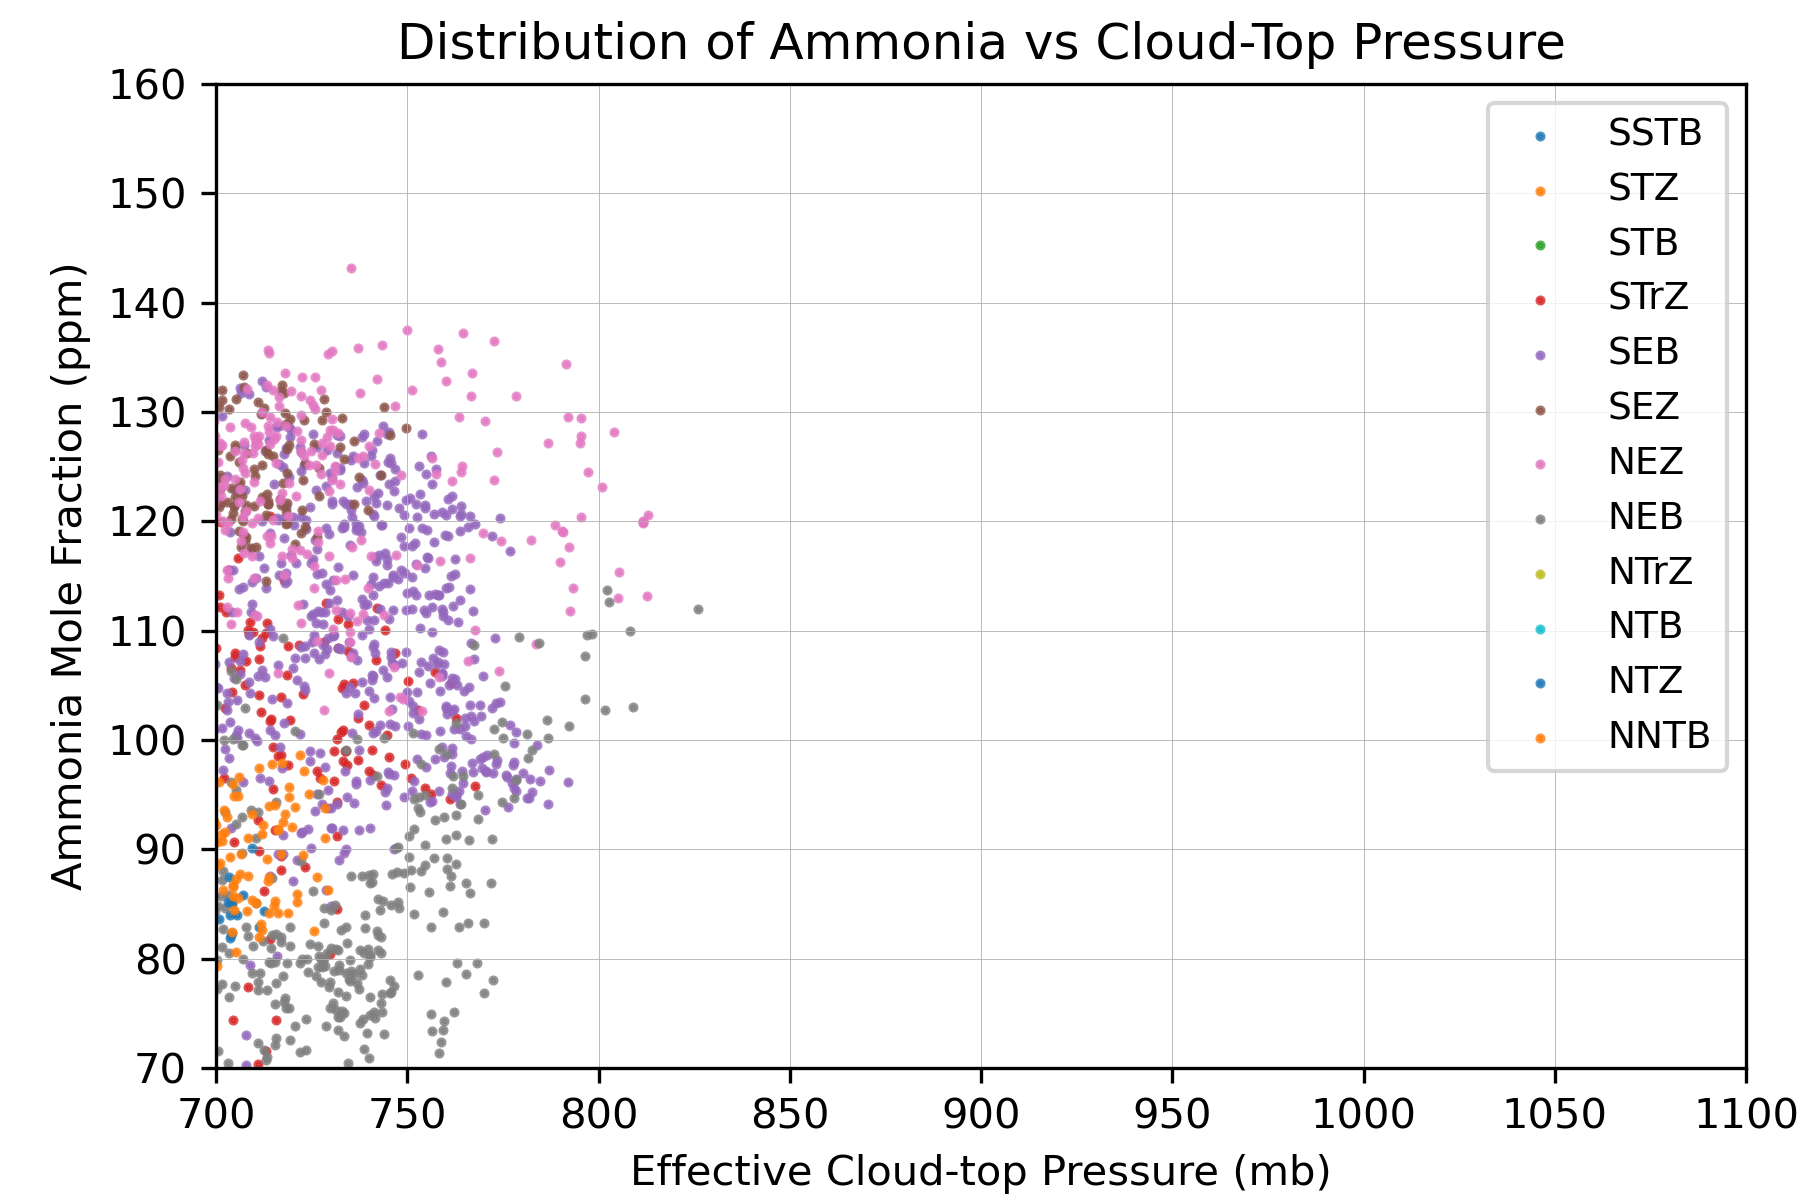 Distribution of Ammonia vs Cloud-Top Pressure
160
150
140
130
120
110
100
90
80
70
Ammonia Mole Fraction (ppm)
SSTB
STZ
STB
STrZ
SEB
SEZ
NEZ
NEB
NTrZ
NTB
NTZ
NNTB
700 750 800 850 900 950 1000 1050 1100
Effective Cloud-top Pressure (mb)